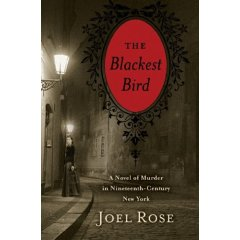 THE
Blackest
Bird
A Novel of Murder
in Nineteenth-Century
New York
JOEL ROSE